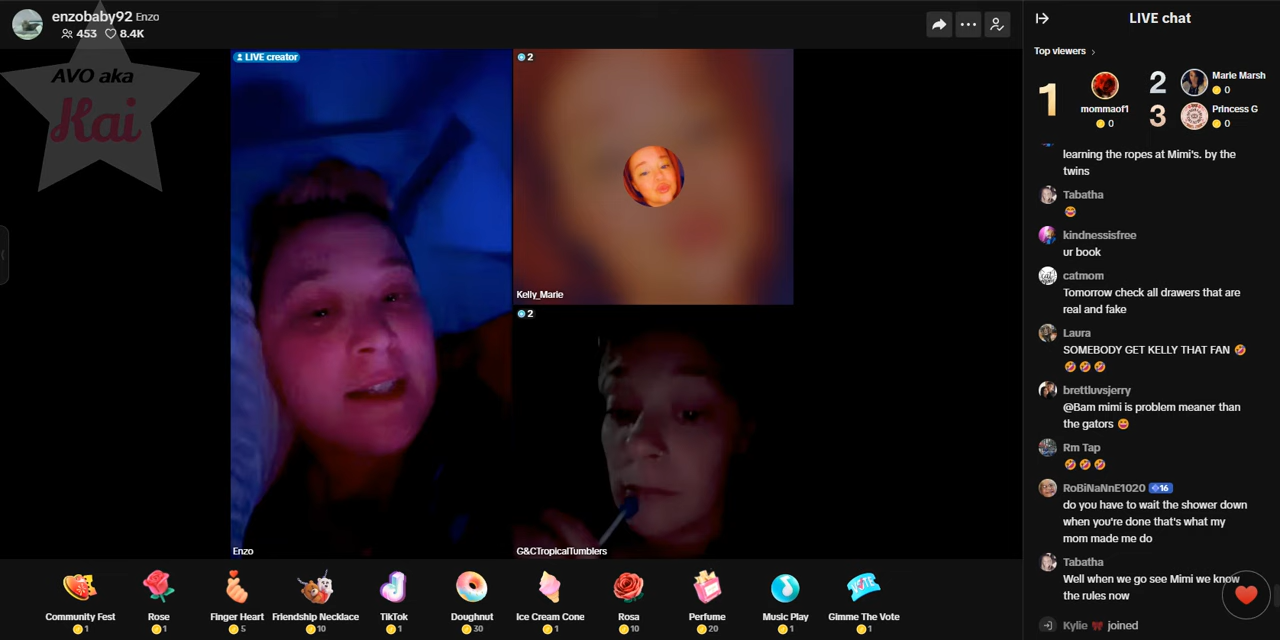 enzobaby92 Enzo
453 8.4K
AVO aka
Kai
LIVE creator
2
Kelly_Marie
2
Enzo
G&CTropicalTumblers
Community Fest
1
Rose
1
Finger Heart
5
Friendship Necklace
10
TikTok
1
Doughnut
30
Ice Cream Cone
1
Rosa
10
Perfume
20
Music Play
1
VOTE
Gimme The Vote
1
LIVE chat
Top viewers
1
mommaof1
0
2
Marie Marsh
0
3
Princess G
0
learning the ropes at Mimi's. by the
twins
Tabatha
kindnessisfree
ur book
catmom
Tomorrow check all drawers that are
real and fake
Laura
SOMEBODY GET KELLY THAT FAN 🤣
🤣 🤣 🤣
brettluvsjerry
@Bam mimi is problem meaner than
the gators 😄
Rm Tap
🤣 🤣 🤣
RoBiNaNnE1020 16
do you have to wait the shower down
when you're done that's what my
mom made me do
Tabatha
Well when we go see Mimi we know
the rules now
Kylie joined